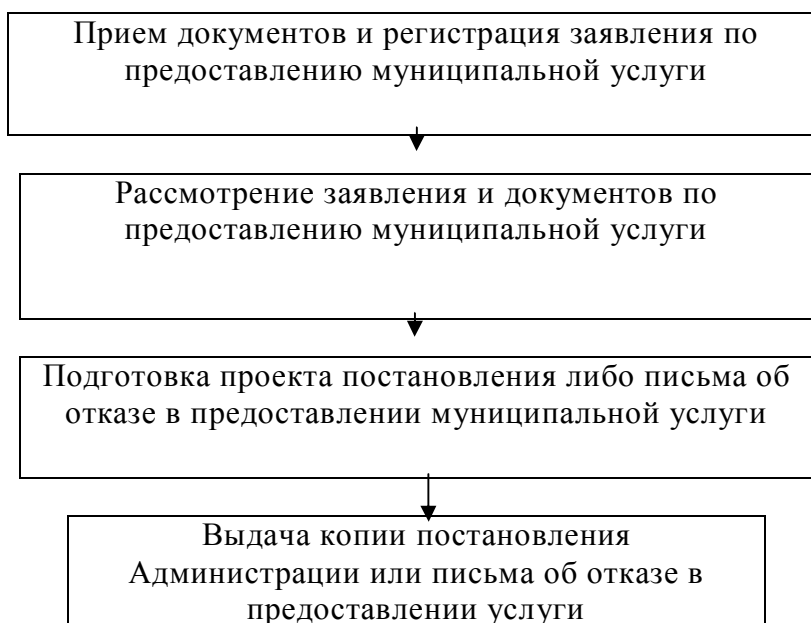 Прием документов и регистрация заявления по
предоставлению муниципальной услуги
Рассмотрение заявления и документов по
предоставлению муниципальной услуги
Подготовка проекта постановления либо письма об
отказе в предоставлении муниципальной услуги
Выдача копии постановления
Администрации или письма об отказе в
предоставлении услуги